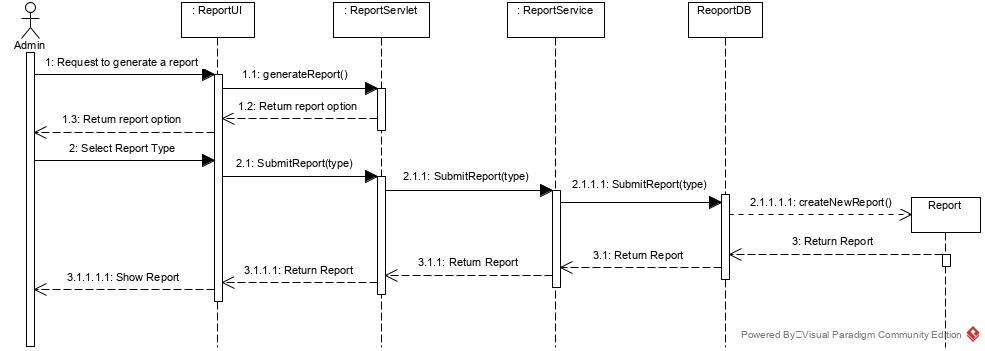 : ReportUI
: ReportServlet
: ReportService
ReoportDB
Admin
1: Request to generate a report
1.1: generateReport()
1.2: Return report option
1.3: Return report option
2: Select Report Type
2.1: SubmitReport(type)
2.1.1: SubmitReport(type)
2.1.1.1: SubmitReport(type)
2.1.1.1.1: createNewReport()
Report
3: Return Report
3.1: Return Report
3.1.1: Return Report
3.1.1.1: Return Report
3.1.1.1.1: Show Report
Powered By Visual Paradigm Community Edition